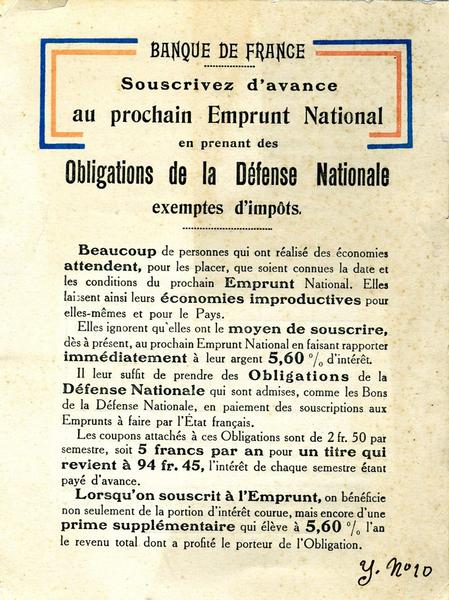 BANQUE DE FRANCE
Souscrivez d'avance
au prochain Emprunt National
en prenant des
Obligations de la Défense Nationale
exemptes d'impôts.
Beaucoup de personnes qui ont réalisé des économies
attendent, pour les placer, que soient connues la date et
les conditions du prochain Emprunt National. Elles
laissent ainsi leurs économies improductives pour
elles-mêmes et pour le Pays.
Elles ignorent qu'elles ont le moyen de souscrire,
dès à présent, au prochain Emprunt National en faisant rapporter
immédiatement à leur argent 5,60 % d'intérêt.
Il leur suffit de prendre des Obligations de la
Défense Nationale qui sont admises, comme les Bons
de la Défense Nationale, en paiement des souscriptions aux
Emprunts à faire par l'État français.
Les coupons attachés à ces Obligations sont de 2 fr. 50 par
semestre, soit 5 francs par an pour un titre qui
revient à 94 fr. 45, l'intérêt de chaque semestre étant
payé d'avance.
Lorsqu'on souscrit à l'Emprunt, on bénéficie
non seulement de la portion d'intérêt courue, mais encore d'une
prime supplémentaire qui élève à 5,60 % l'an
le revenu total dont a profité le porteur de l'Obligation.
Y. N° 10